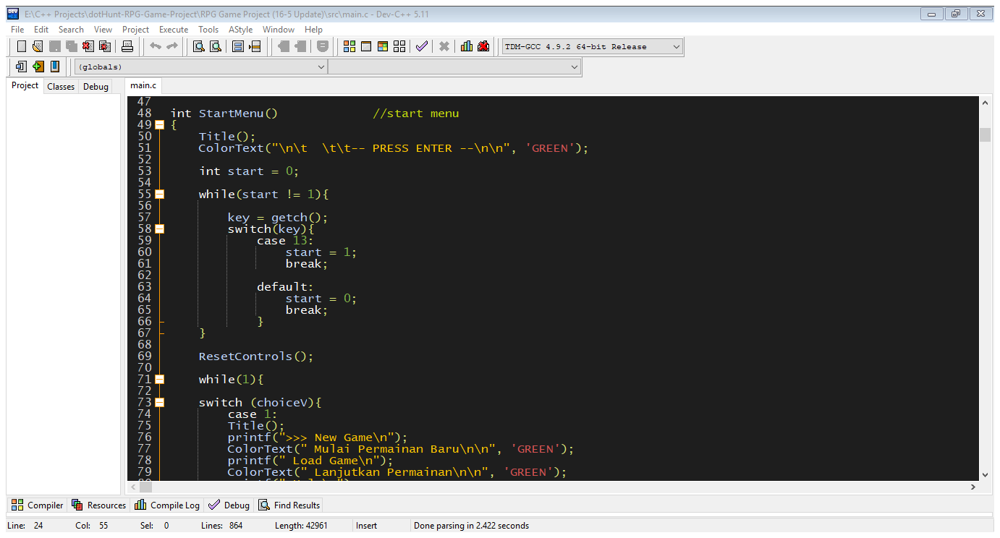 E:\C++ Projects\dotHunt-RPG-Game-Project\RPG Game Project (16-5 Update)\src\main.c - Dev-C++ 5.11
File Edit Search View Project Execute Tools AStyle Window Help
TDM-GCC 4.9.2 64-bit Release
(globals)
Project Classes Debug main.c
47
48 int StartMenu() //start menu
49 {
50 Title();
51 ColorText("\n\t  \t\t-- PRESS ENTER --\n\n", 'GREEN');
52
53 int start = 0;
54
55 while(start != 1){
56
57 key = getch();
58 switch(key){
59 case 13:
60 start = 1;
61 break;
62
63 default:
64 start = 0;
65 break;
66 }
67 }
68
69 ResetControls();
70
71 while(1){
72
73 switch (choiceV){
74 case 1:
75 Title();
76 printf(">>> New Game\n");
77 ColorText(" Mulai Permainan Baru\n\n", 'GREEN');
78 printf(" Load Game\n");
79 ColorText(" Lanjutkan Permainan\n\n", 'GREEN');
Compiler Resources Compile Log Debug Find Results
Line: 24 Col: 55 Sel: 0 Lines: 864 Length: 42961 Insert Done parsing in 2.422 seconds